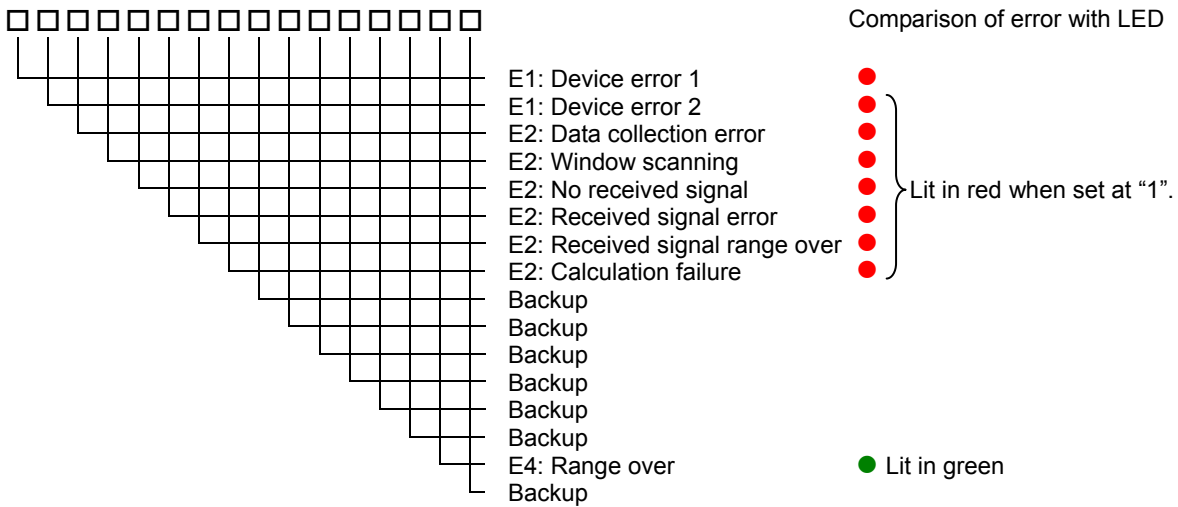 Comparison of error with LED
E1: Device error 1
E1: Device error 2
E2: Data collection error
E2: Window scanning
E2: No received signal
Lit in red when set at “1”.
E2: Received signal error
E2: Received signal range over
E2: Calculation failure
Backup
Backup
Backup
Backup
Backup
Backup
E4: Range over
Lit in green
Backup